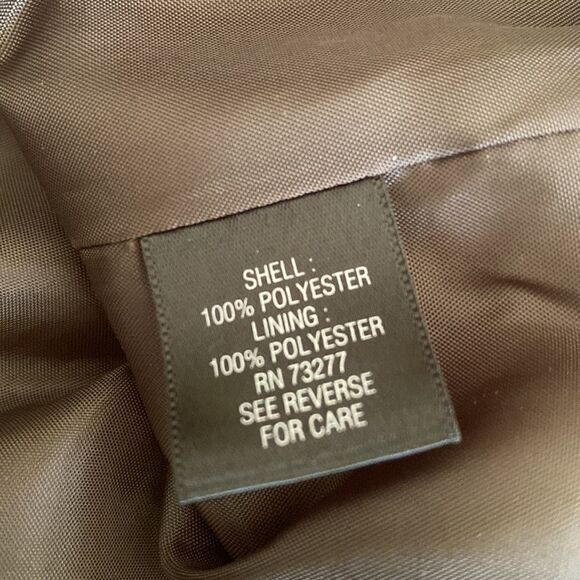 SHELL :
100% POLYESTER
LINING :
100% POLYESTER
RN 73277
SEE REVERSE
FOR CARE